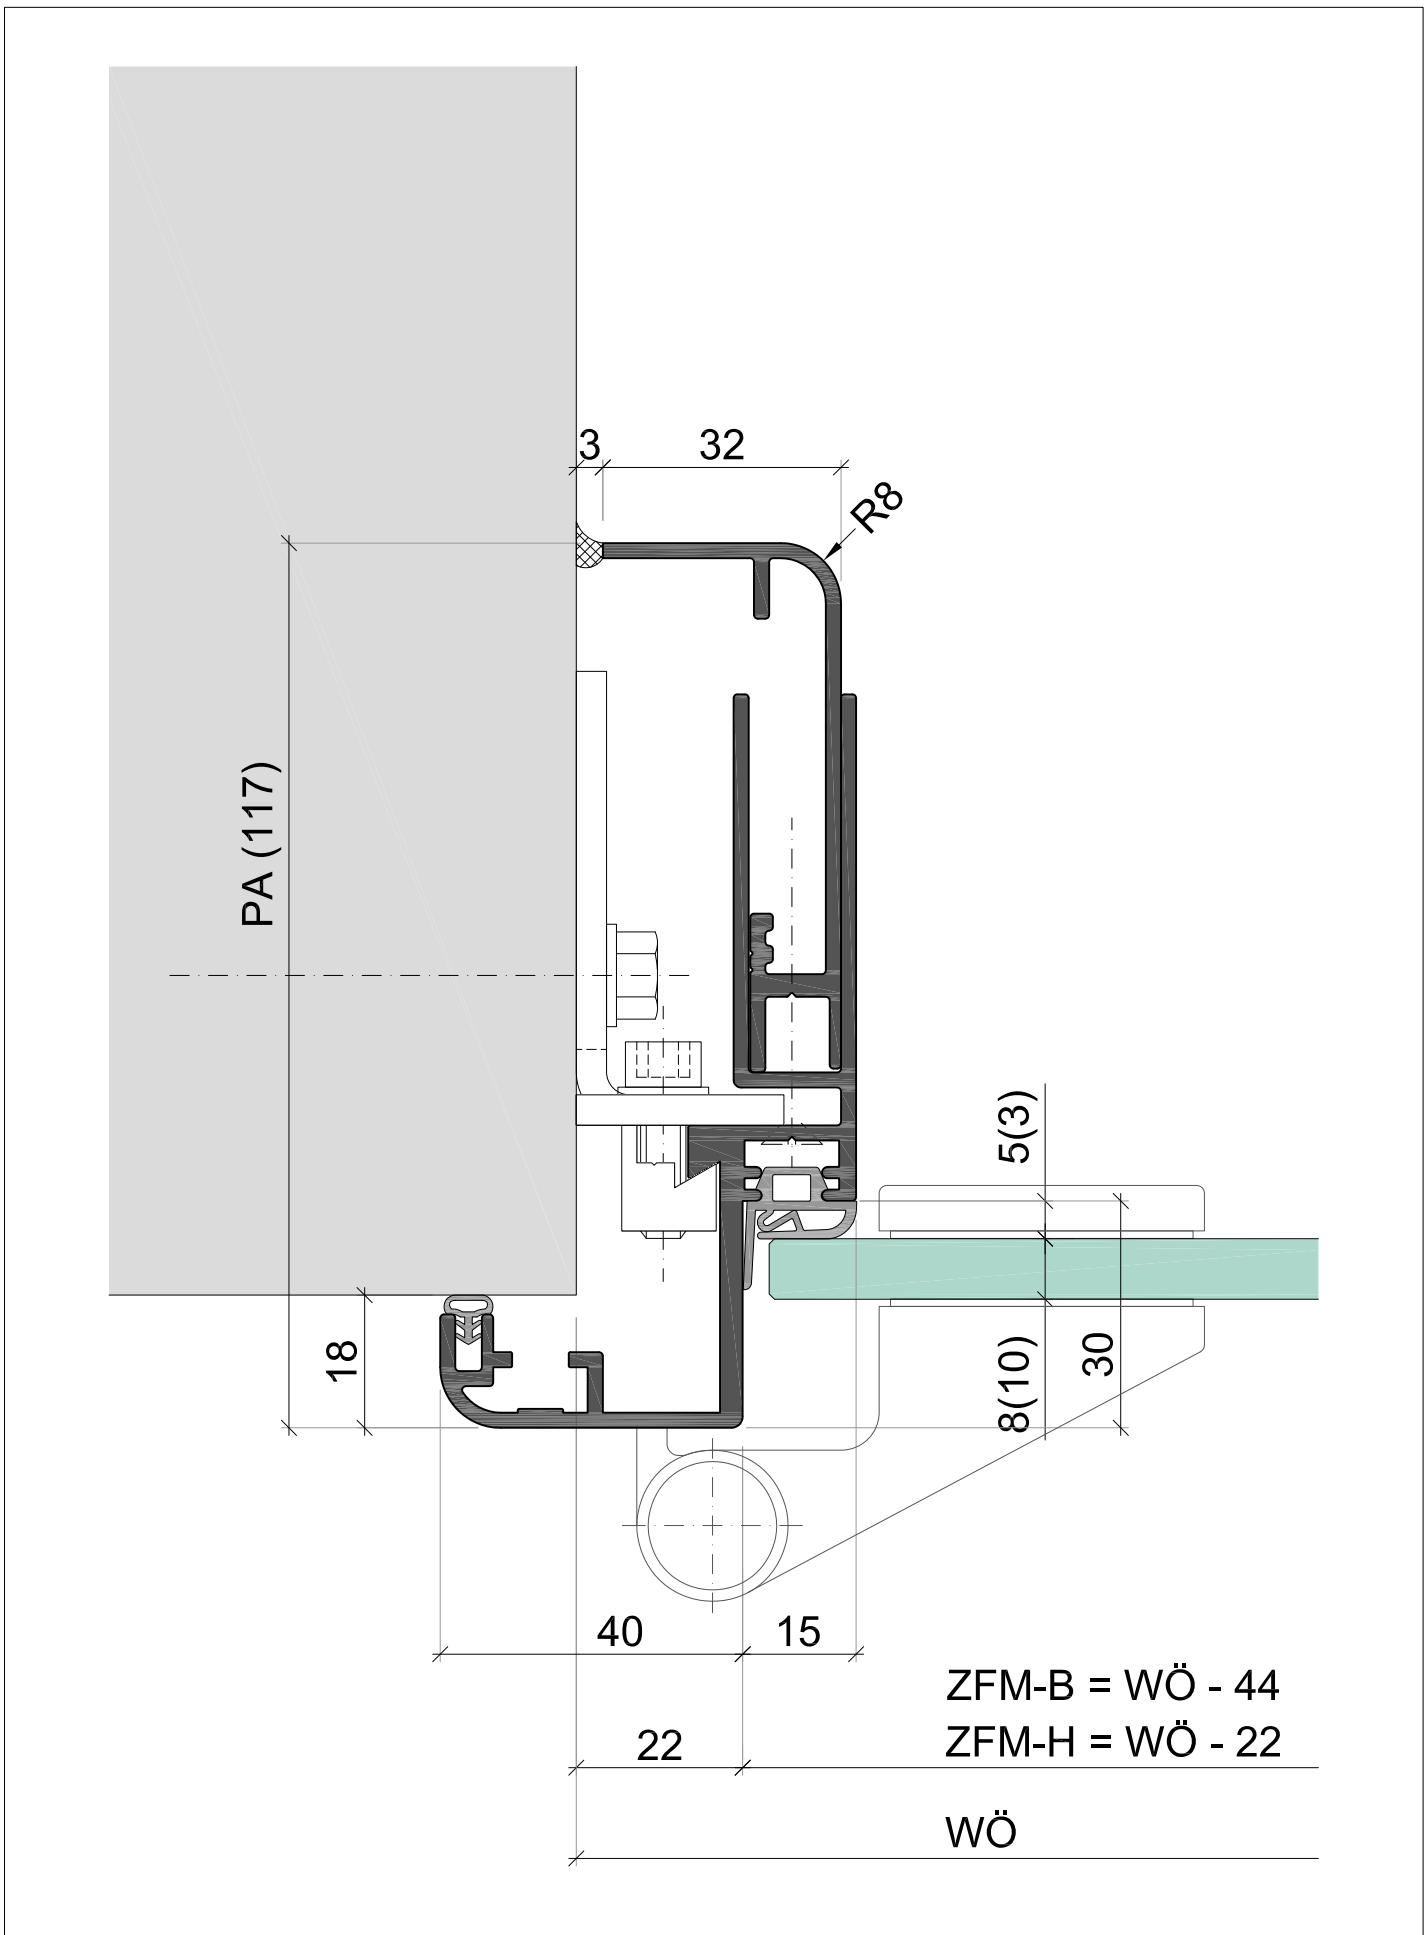 3
32
R8
PA (117)
5(3)
18
8(10)
30
40
15
ZFM-B = WÖ - 44
22
ZFM-H = WÖ - 22
WÖ